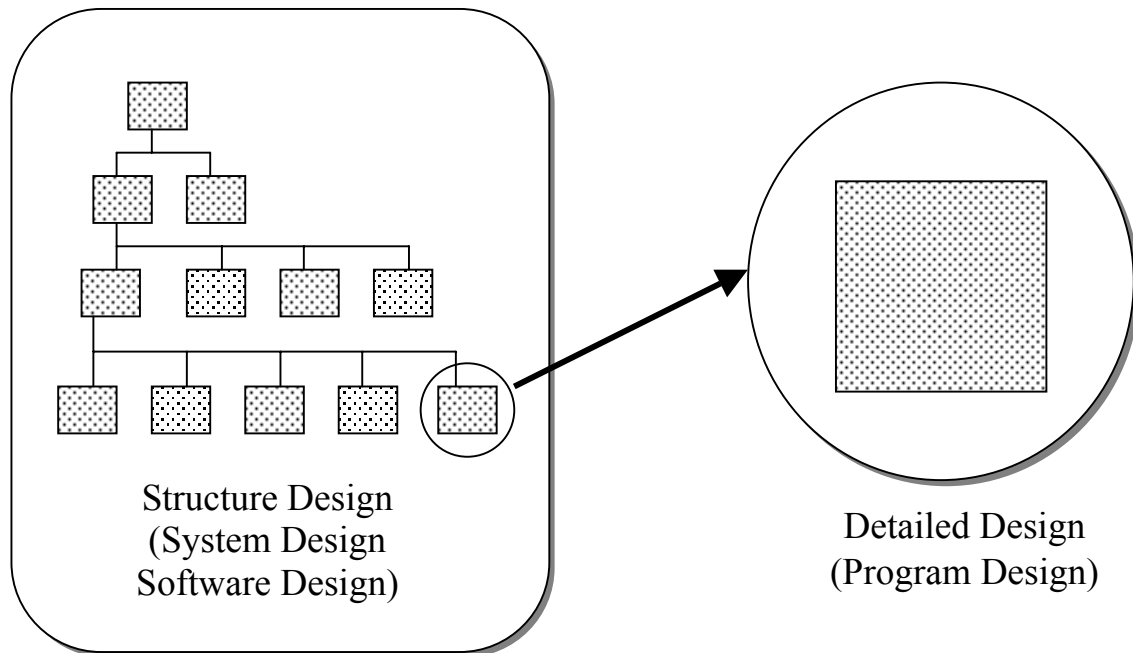 Structure Design
(System Design
Software Design)
Detailed Design
(Program Design)